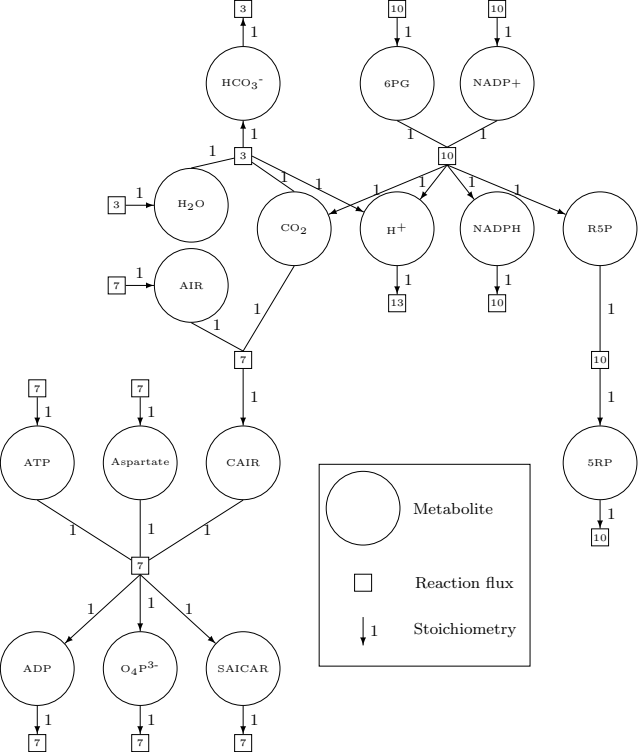 3 10 10
1 1 1
HCO₃⁻ 6PG NADP+
1 1 1
3 10
1 1 1 1 1 1 1
3 1 H₂O CO₂ H⁺ NADPH R5P
7 1 AIR 1 1
13 10
1 1 1
7 10
7 7 1 1
1 1
ATP Aspartate CAIR 5RP
1 1 1 1
10
7
1 1 1
ADP O₄P³⁻ SAICAR
1 1 1
7 7 7
Metabolite
Reaction flux
1 Stoichiometry